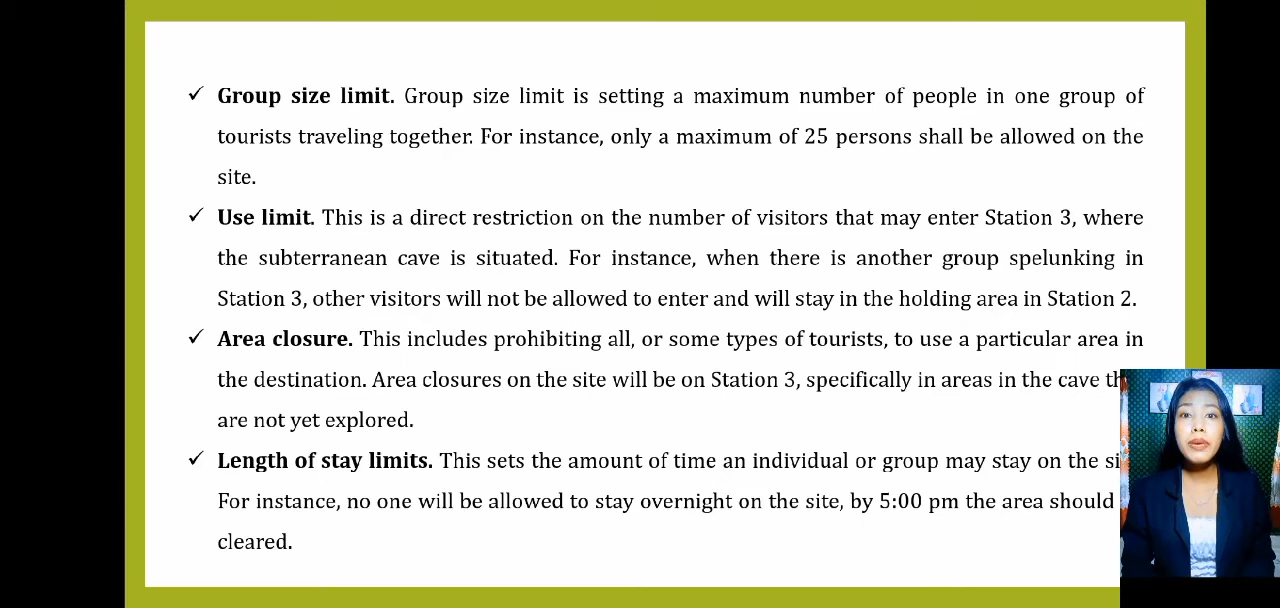 ✓ Group size limit. Group size limit is setting a maximum number of people in one group of
tourists traveling together. For instance, only a maximum of 25 persons shall be allowed on the
site.
✓ Use limit. This is a direct restriction on the number of visitors that may enter Station 3, where
the subterranean cave is situated. For instance, when there is another group spelunking in
Station 3, other visitors will not be allowed to enter and will stay in the holding area in Station 2.
✓ Area closure. This includes prohibiting all, or some types of tourists, to use a particular area in
the destination. Area closures on the site will be on Station 3, specifically in areas in the cave
are not yet explored.
✓ Length of stay limits. This sets the amount of time an individual or group may stay on the
For instance, no one will be allowed to stay overnight on the site, by 5:00 pm the area should
cleared.